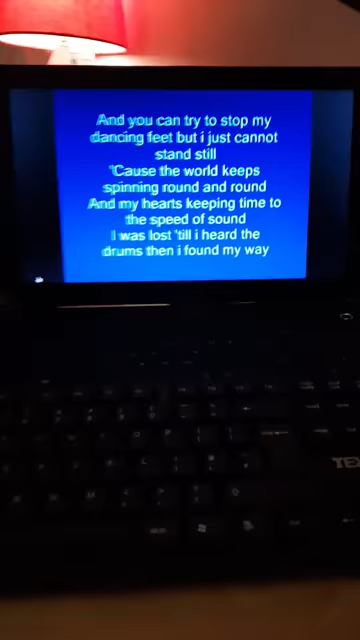 And you can try to stop my
dancing feet but i just cannot
stand still
'Cause the world keeps
spinning round and round
And my hearts keeping time to
the speed of sound
I was lost 'till i heard the
drums then i found my way